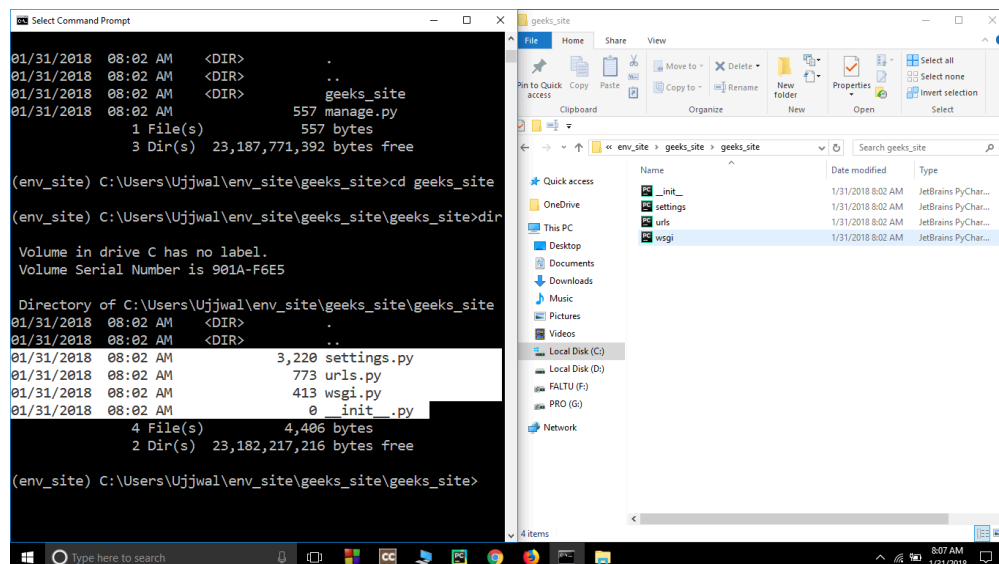 Select Command Prompt
01/31/2018  08:02 AM    <DIR>          .
01/31/2018  08:02 AM    <DIR>          ..
01/31/2018  08:02 AM    <DIR>          geeks_site
01/31/2018  08:02 AM               557 manage.py
1 File(s)            557 bytes
3 Dir(s)  23,187,771,392 bytes free
(env_site) C:\Users\Ujjwal\env_site\geeks_site>cd geeks_site
(env_site) C:\Users\Ujjwal\env_site\geeks_site\geeks_site>dir
Volume in drive C has no label.
Volume Serial Number is 901A-F6E5
Directory of C:\Users\Ujjwal\env_site\geeks_site\geeks_site
01/31/2018  08:02 AM    <DIR>          .
01/31/2018  08:02 AM    <DIR>          ..
01/31/2018  08:02 AM             3,220 settings.py
01/31/2018  08:02 AM               773 urls.py
01/31/2018  08:02 AM               413 wsgi.py
01/31/2018  08:02 AM                 0 __init__.py
4 File(s)          4,406 bytes
2 Dir(s)  23,182,217,216 bytes free
(env_site) C:\Users\Ujjwal\env_site\geeks_site\geeks_site>
geeks_site
File Home Share View
Pin to Quick access
Copy
Paste
Move to
Copy to
Delete
Rename
New folder
Properties
Select all
Select none
Invert selection
Clipboard Organize New Open Select
« env_site > geeks_site > geeks_site
Search geeks_site
Name Date modified Type
__init__ 1/31/2018 8:02 AM JetBrains PyChar...
settings 1/31/2018 8:02 AM JetBrains PyChar...
urls 1/31/2018 8:02 AM JetBrains PyChar...
wsgi 1/31/2018 8:02 AM JetBrains PyChar...
Quick access
OneDrive
This PC
Desktop
Documents
Downloads
Music
Pictures
Videos
Local Disk (C:)
Local Disk (D:)
FALTU (F:)
PRO (G:)
Network
4 items
Type here to search
CC
PC
8:07 AM
1/31/2018